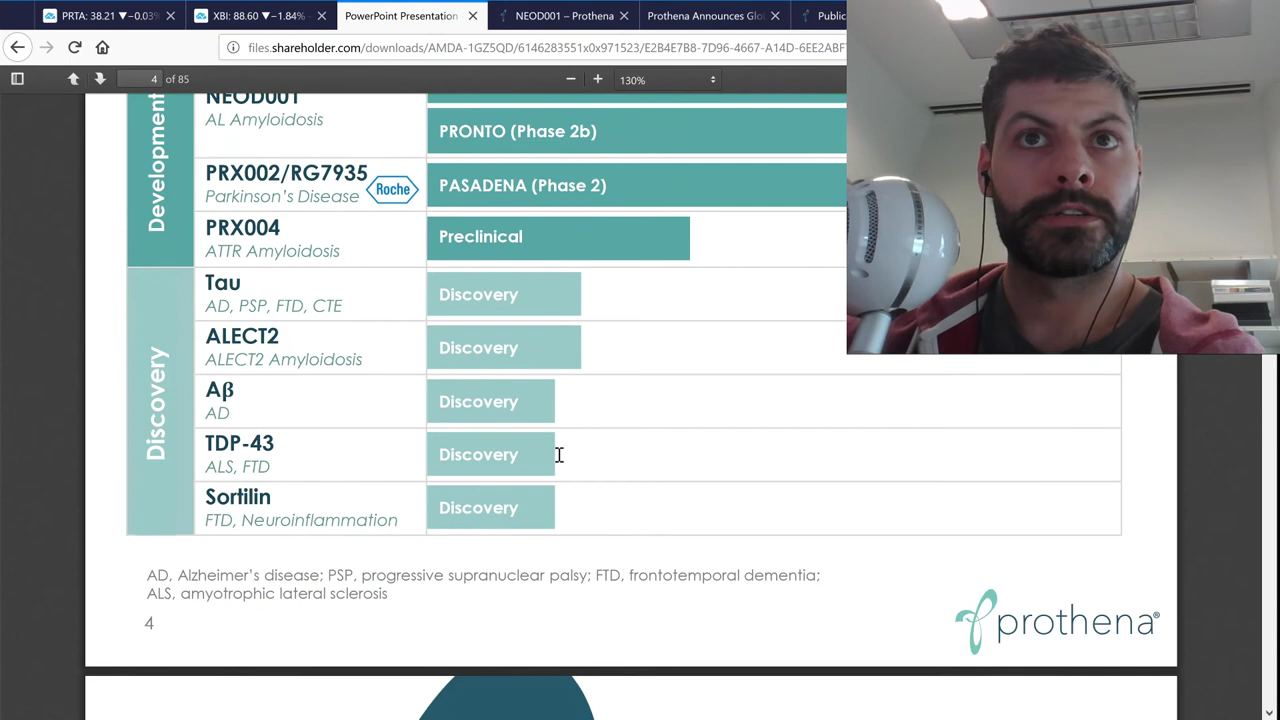 PRTA: 38.21 ▼−0.03%
XBI: 88.60 ▼−1.84%
PowerPoint Presentation
NEOD001 – Prothena
Prothena Announces Glo
Public
files.shareholder.com/downloads/AMDA-1GZ5QD/6146283551x0x971523/E2B4E7B8-7D96-4667-A14D-6EE2ABF
4 of 85
130%
Development
NEOD001
AL Amyloidosis
PRONTO (Phase 2b)
PRX002/RG7935
Parkinson's Disease
Roche
PASADENA (Phase 2)
PRX004
ATTR Amyloidosis
Preclinical
Discovery
Tau
AD, PSP, FTD, CTE
Discovery
ALECT2
ALECT2 Amyloidosis
Discovery
Aβ
AD
Discovery
TDP-43
ALS, FTD
Discovery
Sortilin
FTD, Neuroinflammation
Discovery
AD, Alzheimer's disease; PSP, progressive supranuclear palsy; FTD, frontotemporal dementia;
ALS, amyotrophic lateral sclerosis
4
prothena®